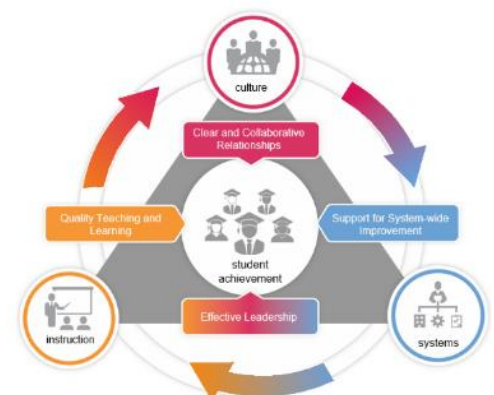 culture
Clear and Collaborative
Relationships
Quality Teaching and
Learning
Support for System-wide
Improvement
student
achievement
Effective Leadership
instruction
systems